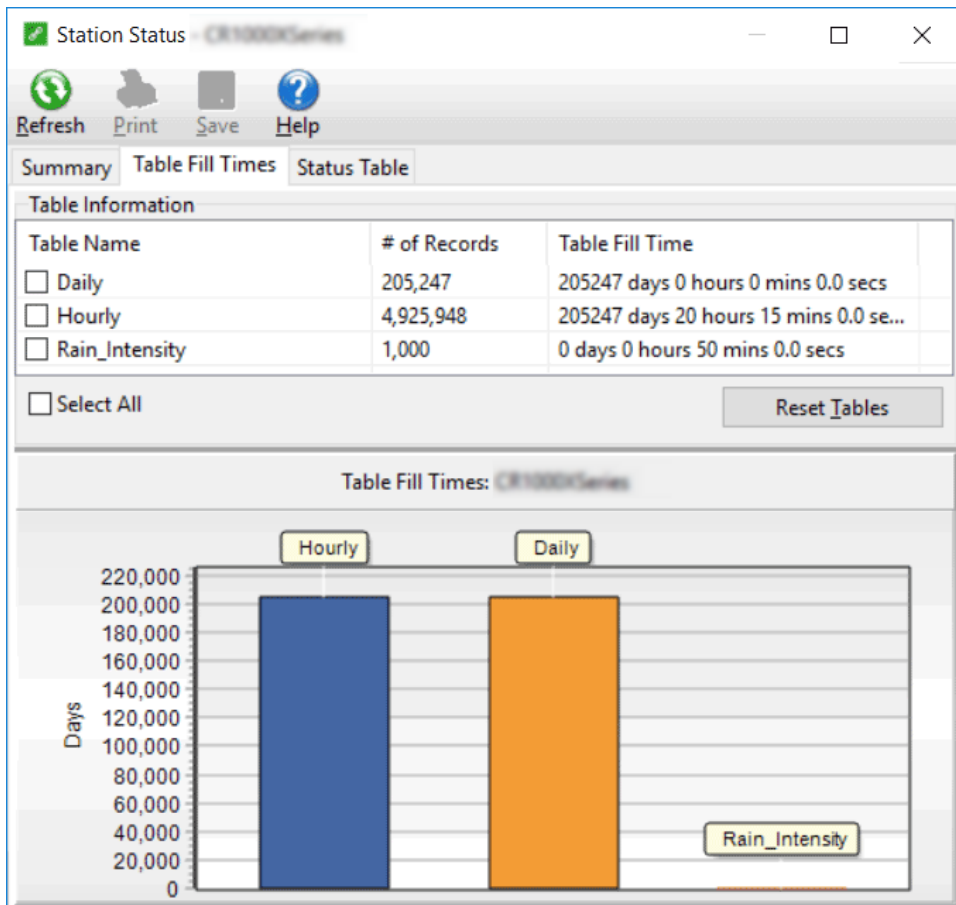 Station Status -
Refresh Print Save Help
Summary Table Fill Times Status Table
Table Information
Table Name # of Records Table Fill Time
Daily 205,247 205247 days 0 hours 0 mins 0.0 secs
Hourly 4,925,948 205247 days 20 hours 15 mins 0.0 se...
Rain_Intensity 1,000 0 days 0 hours 50 mins 0.0 secs
Select All Reset Tables
Table Fill Times:
Hourly Daily
220,000
200,000
180,000
160,000
140,000
120,000
100,000
80,000
60,000
40,000
20,000
0
Days
Rain_Intensity